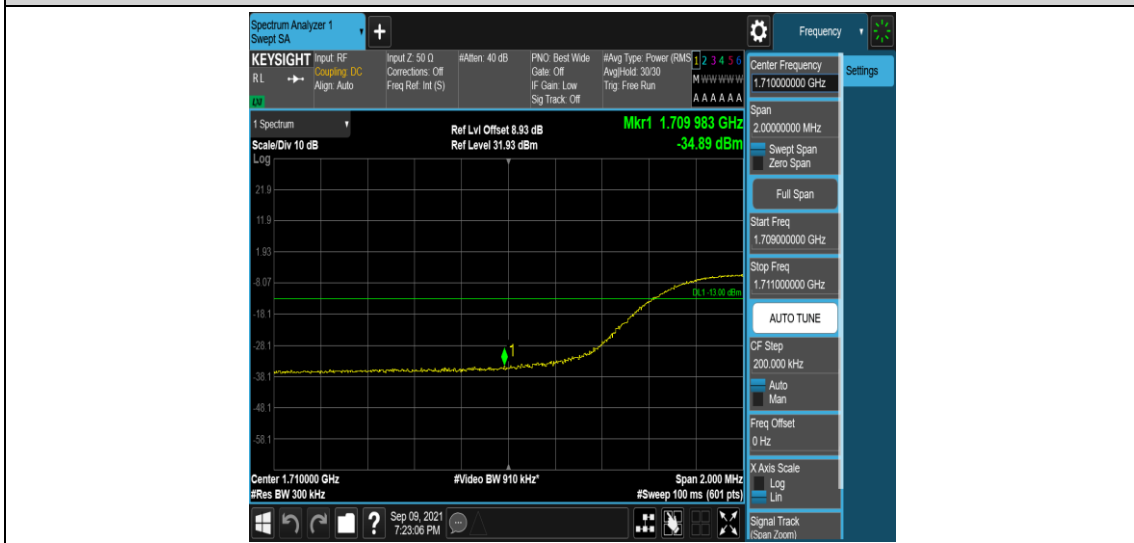 Spectrum Analyzer 1
Swept SA
+
Frequency
KEYSIGHT
RL
LXI
Input: RF
Coupling: DC
Align: Auto
Input Z: 50 Ω
Corrections: Off
Freq Ref: Int (S)
#Atten: 40 dB
PNO: Best Wide
Gate: Off
IF Gain: Low
Sig Track: Off
#Avg Type: Power (RMS
Avg|Hold: 30/30
Trig: Free Run
1 2 3 4 5 6
M W W W W W
A A A A A A
1 Spectrum
Scale/Div 10 dB
Log
Ref Lvl Offset 8.93 dB
Ref Level 31.93 dBm
Mkr1 1.709 983 GHz
-34.89 dBm
21.9
11.9
1.93
-8.07
-18.1
-28.1
-38.1
-48.1
-58.1
DL1 -13.00 dBm
1
Center 1.710000 GHz
#Res BW 300 kHz
#Video BW 910 kHz*
Span 2.000 MHz
#Sweep 100 ms (601 pts)
?
Sep 09, 2021
7:23:06 PM
Center Frequency
1.710000000 GHz
Settings
Span
2.00000000 MHz
Swept Span
Zero Span
Full Span
Start Freq
1.709000000 GHz
Stop Freq
1.711000000 GHz
AUTO TUNE
CF Step
200.000 kHz
Auto
Man
Freq Offset
0 Hz
X Axis Scale
Log
Lin
Signal Track
(Span Zoom)